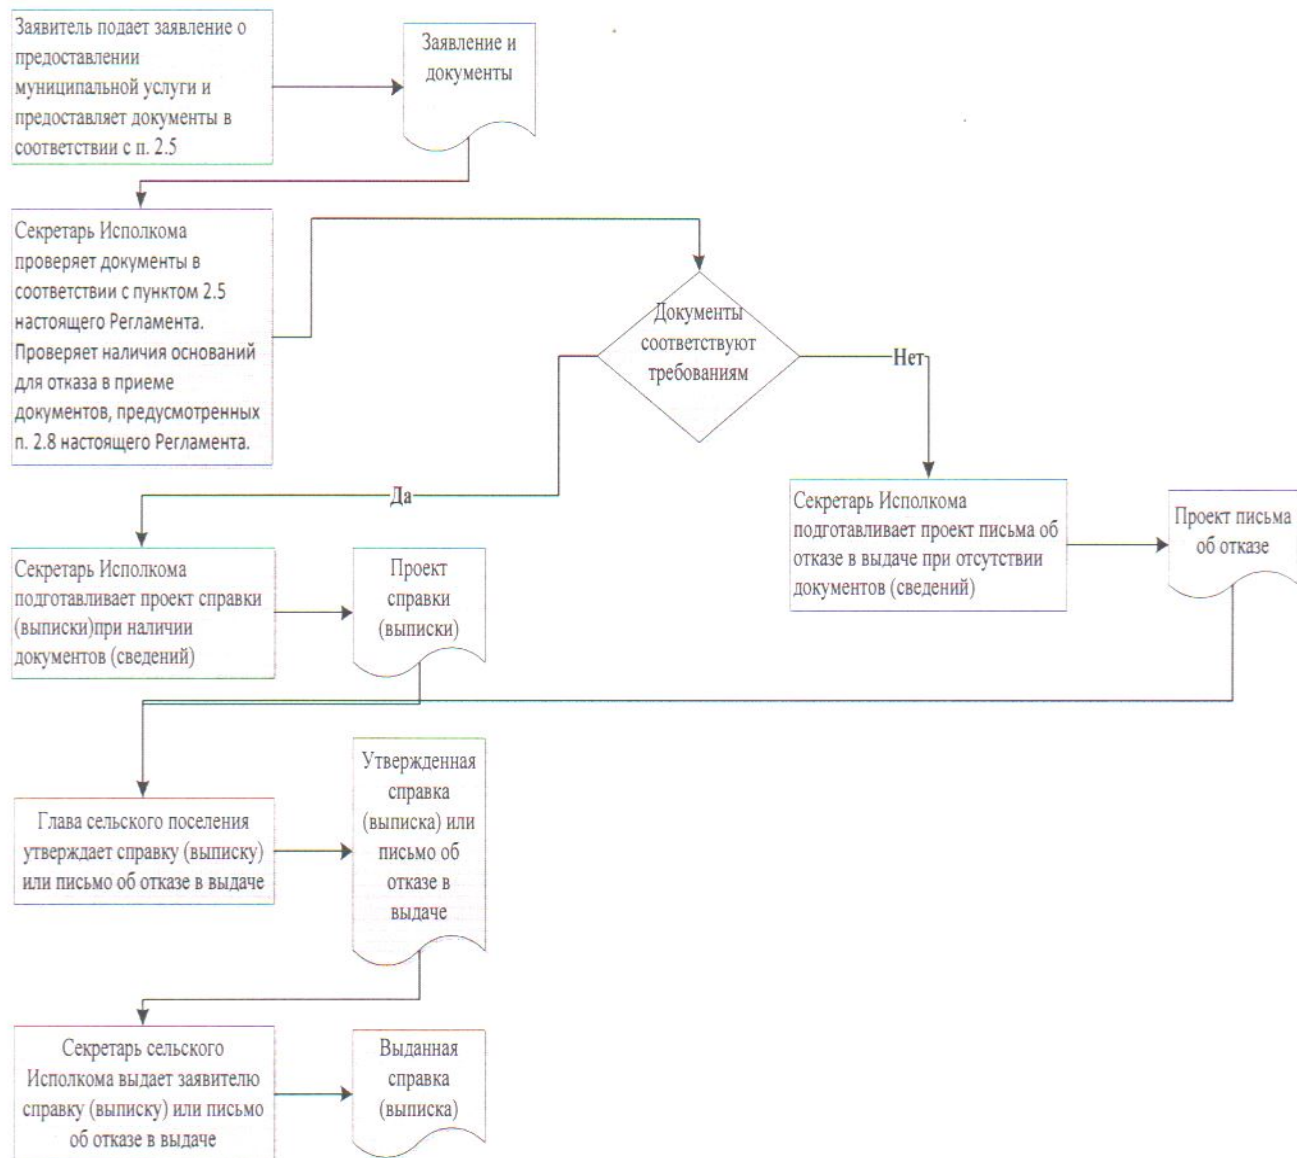 Заявитель подает заявление о
предоставлении
муниципальной услуги и
предоставляет документы в
соответствии с п. 2.5
Заявление и
документы
Секретарь Исполкома
проверяет документы в
соответствии с пунктом 2.5
настоящего Регламента.
Проверяет наличия оснований
для отказа в приеме
документов, предусмотренных
п. 2.8 настоящего Регламента.
Документы
соответствуют
требованиям
Нет
Да
Секретарь Исполкома
подготавливает проект письма об
отказе в выдаче при отсутствии
документов (сведений)
Проект письма
об отказе
Секретарь Исполкома
подготавливает проект справки
(выписки)при наличии
документов (сведений)
Проект
справки
(выписки)
Глава сельского поселения
утверждает справку (выписку)
или письмо об отказе в выдаче
Утвержденная
справка
(выписка) или
письмо об
отказе в
выдаче
Секретарь сельского
Исполкома выдает заявителю
справку (выписку) или письмо
об отказе в выдаче
Выданная
справка
(выписка)